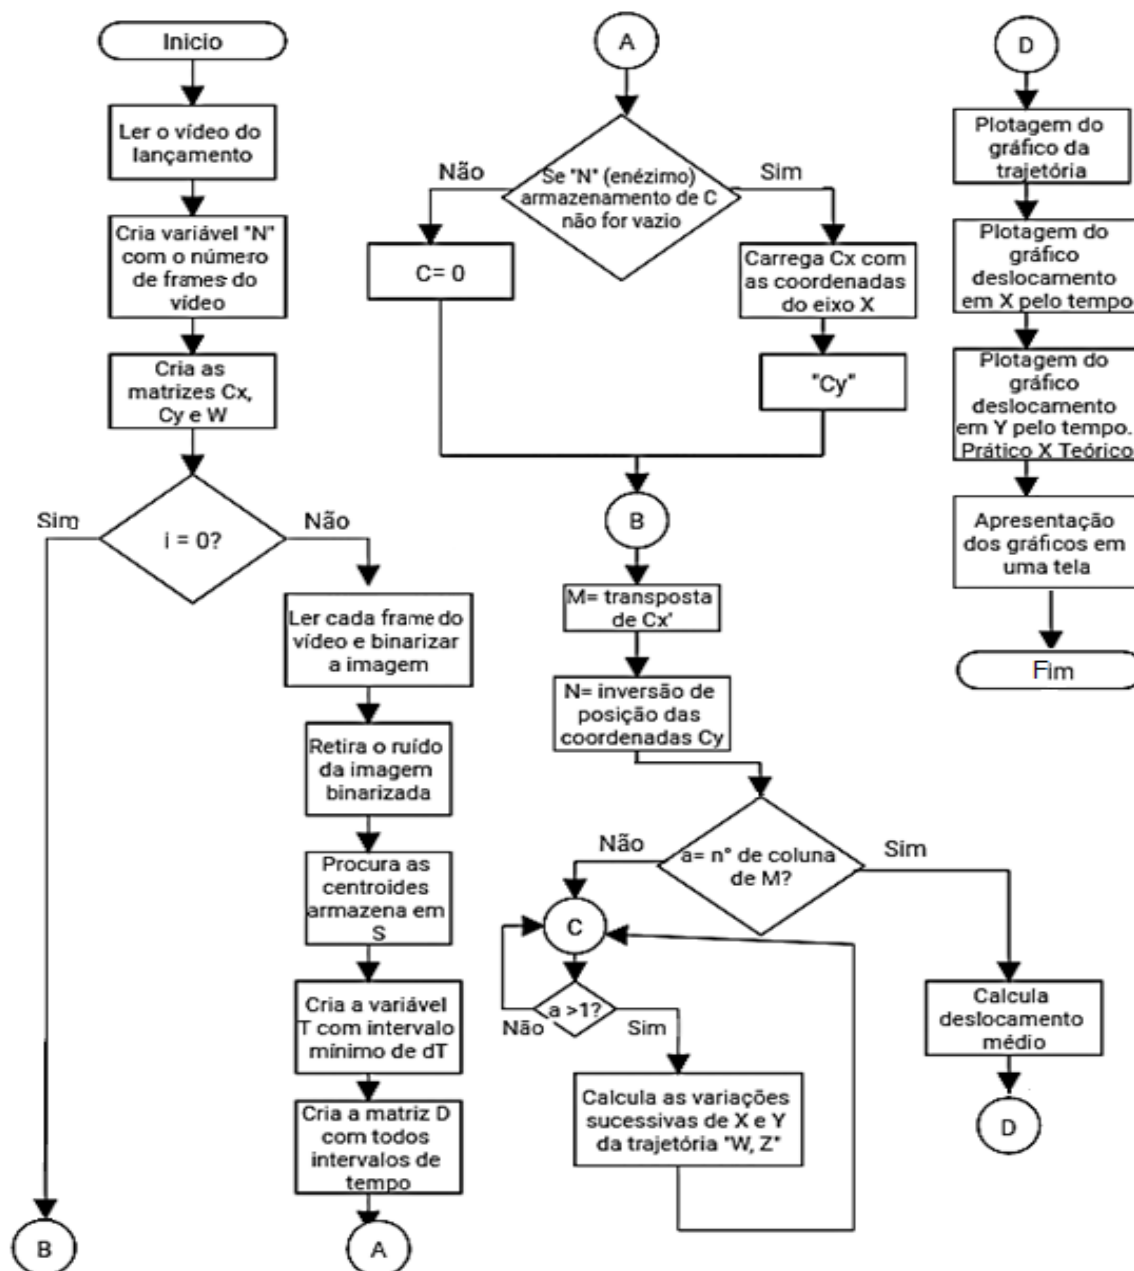 Inicio
Ler o vídeo do
lançamento
Cria variável "N"
com o número
de frames do
vídeo
Cria as
matrizes Cx,
Cy e W
Sim
i = 0?
Não
Ler cada frame do
vídeo e binarizar
a imagem
Retira o ruído
da imagem
binarizada
Procura as
centroides
armazena em
S
Cria a variável
T com intervalo
mínimo de dT
Cria a matriz D
com todos
intervalos de
tempo
B
A
A
Não
Se "N" (enézimo)
armazenamento de C
não for vazio
Sim
C= 0
Carrega Cx com
as coordenadas
do eixo X
"Cy"
B
M= transposta
de Cx'
N= inversão de
posição das
coordenadas Cy
Não
a= n° de coluna
de M?
Sim
C
a >1?
Não
Sim
Calcula as variações
sucessivas de X e Y
da trajetória "W, Z"
Calcula
deslocamento
médio
D
D
Plotagem do
gráfico da
trajetória
Plotagem do
gráfico
deslocamento
em X pelo tempo
Plotagem do
gráfico
deslocamento
em Y pelo tempo.
Prático X Teórico
Apresentação
dos gráficos em
uma tela
Fim